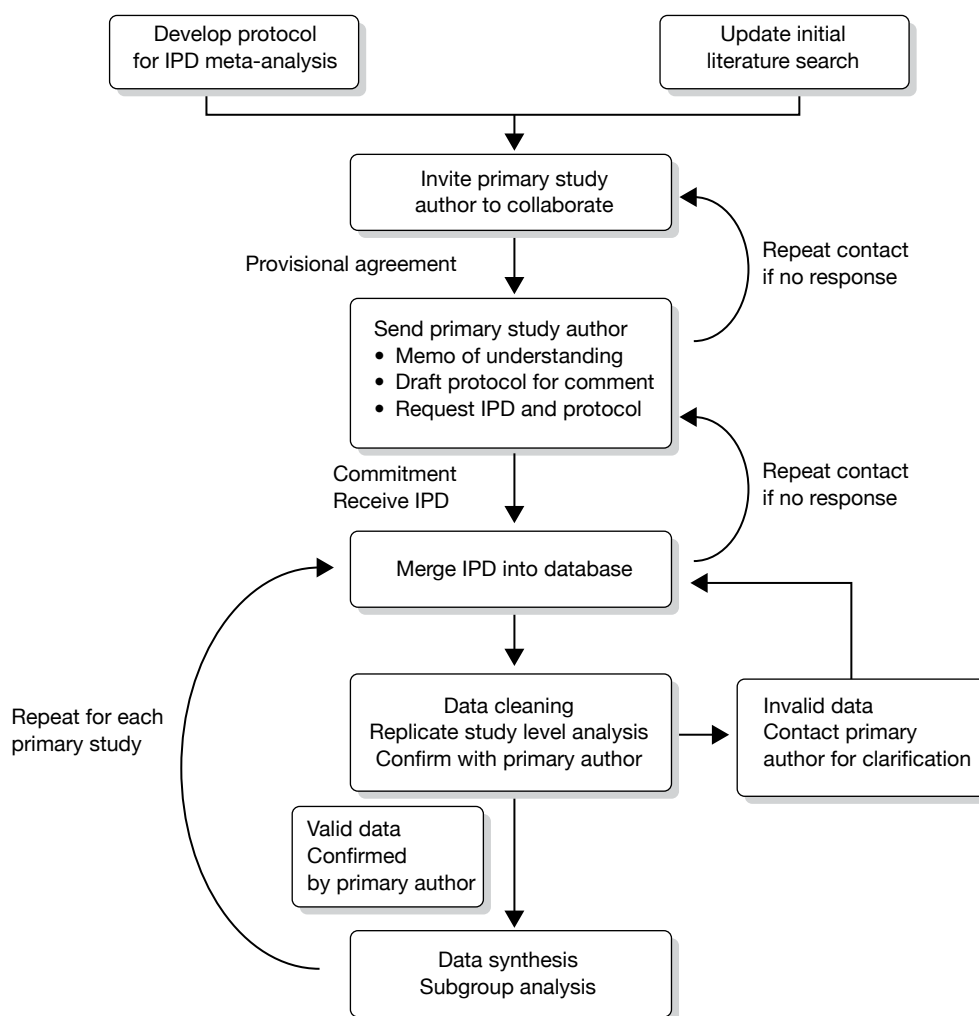 Develop protocol
for IPD meta-analysis
Update initial
literature search
Invite primary study
author to collaborate
Provisional agreement
Repeat contact
if no response
Send primary study author
• Memo of understanding
• Draft protocol for comment
• Request IPD and protocol
Commitment
Receive IPD
Repeat contact
if no response
Merge IPD into database
Repeat for each
primary study
Data cleaning
Replicate study level analysis
Confirm with primary author
Invalid data
Contact primary
author for clarification
Valid data
Confirmed
by primary author
Data synthesis
Subgroup analysis